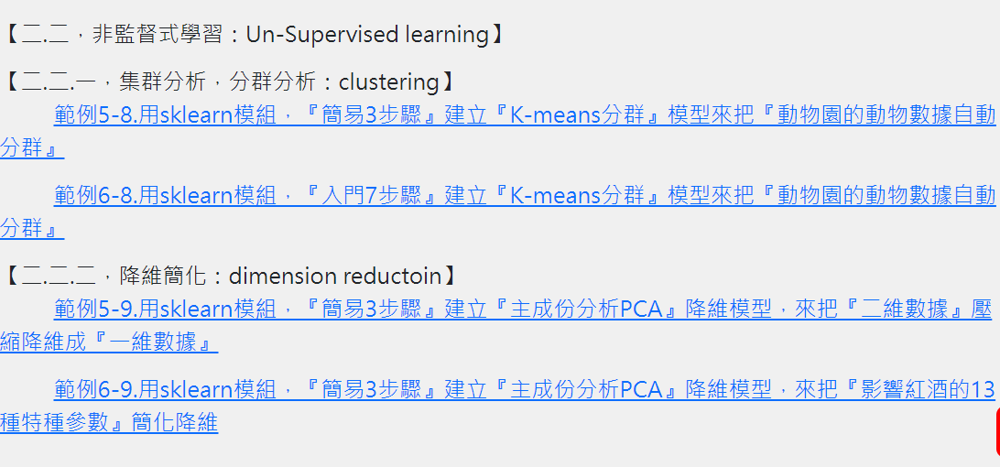 【二.二，非監督式學習：Un-Supervised learning】
【二.二.一，集群分析，分群分析：clustering】
範例5-8.用sklearn模組，『簡易3步驟』建立『K-means分群』模型來把『動物園的動物數據自動
分群』
範例6-8.用sklearn模組，『入門7步驟』建立『K-means分群』模型來把『動物園的動物數據自動
分群』
【二.二.二，降維簡化：dimension reductoin】
範例5-9.用sklearn模組，『簡易3步驟』建立『主成份分析PCA』降維模型，來把『二維數據』壓
縮降維成『一維數據』
範例6-9.用sklearn模組，『簡易3步驟』建立『主成份分析PCA』降維模型，來把『影響紅酒的13
種特種參數』簡化降維